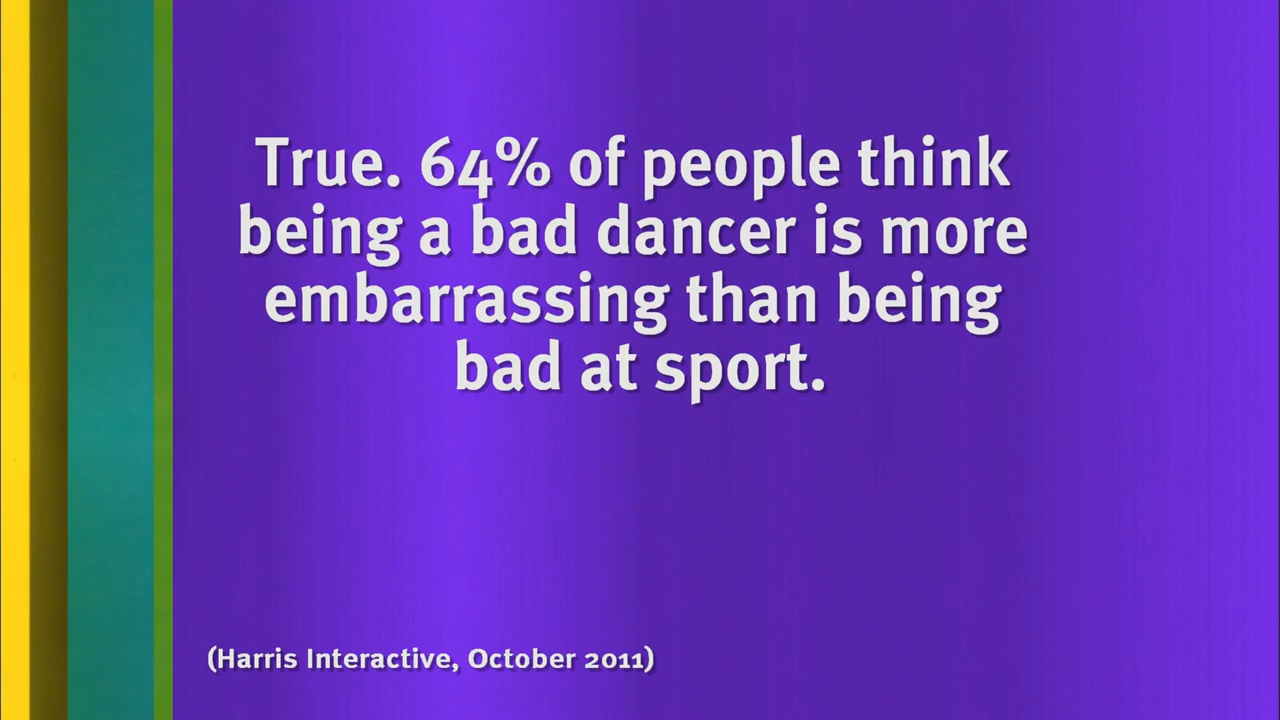 True. 64% of people think
being a bad dancer is more
embarrassing than being
bad at sport.
(Harris Interactive, October 2011)